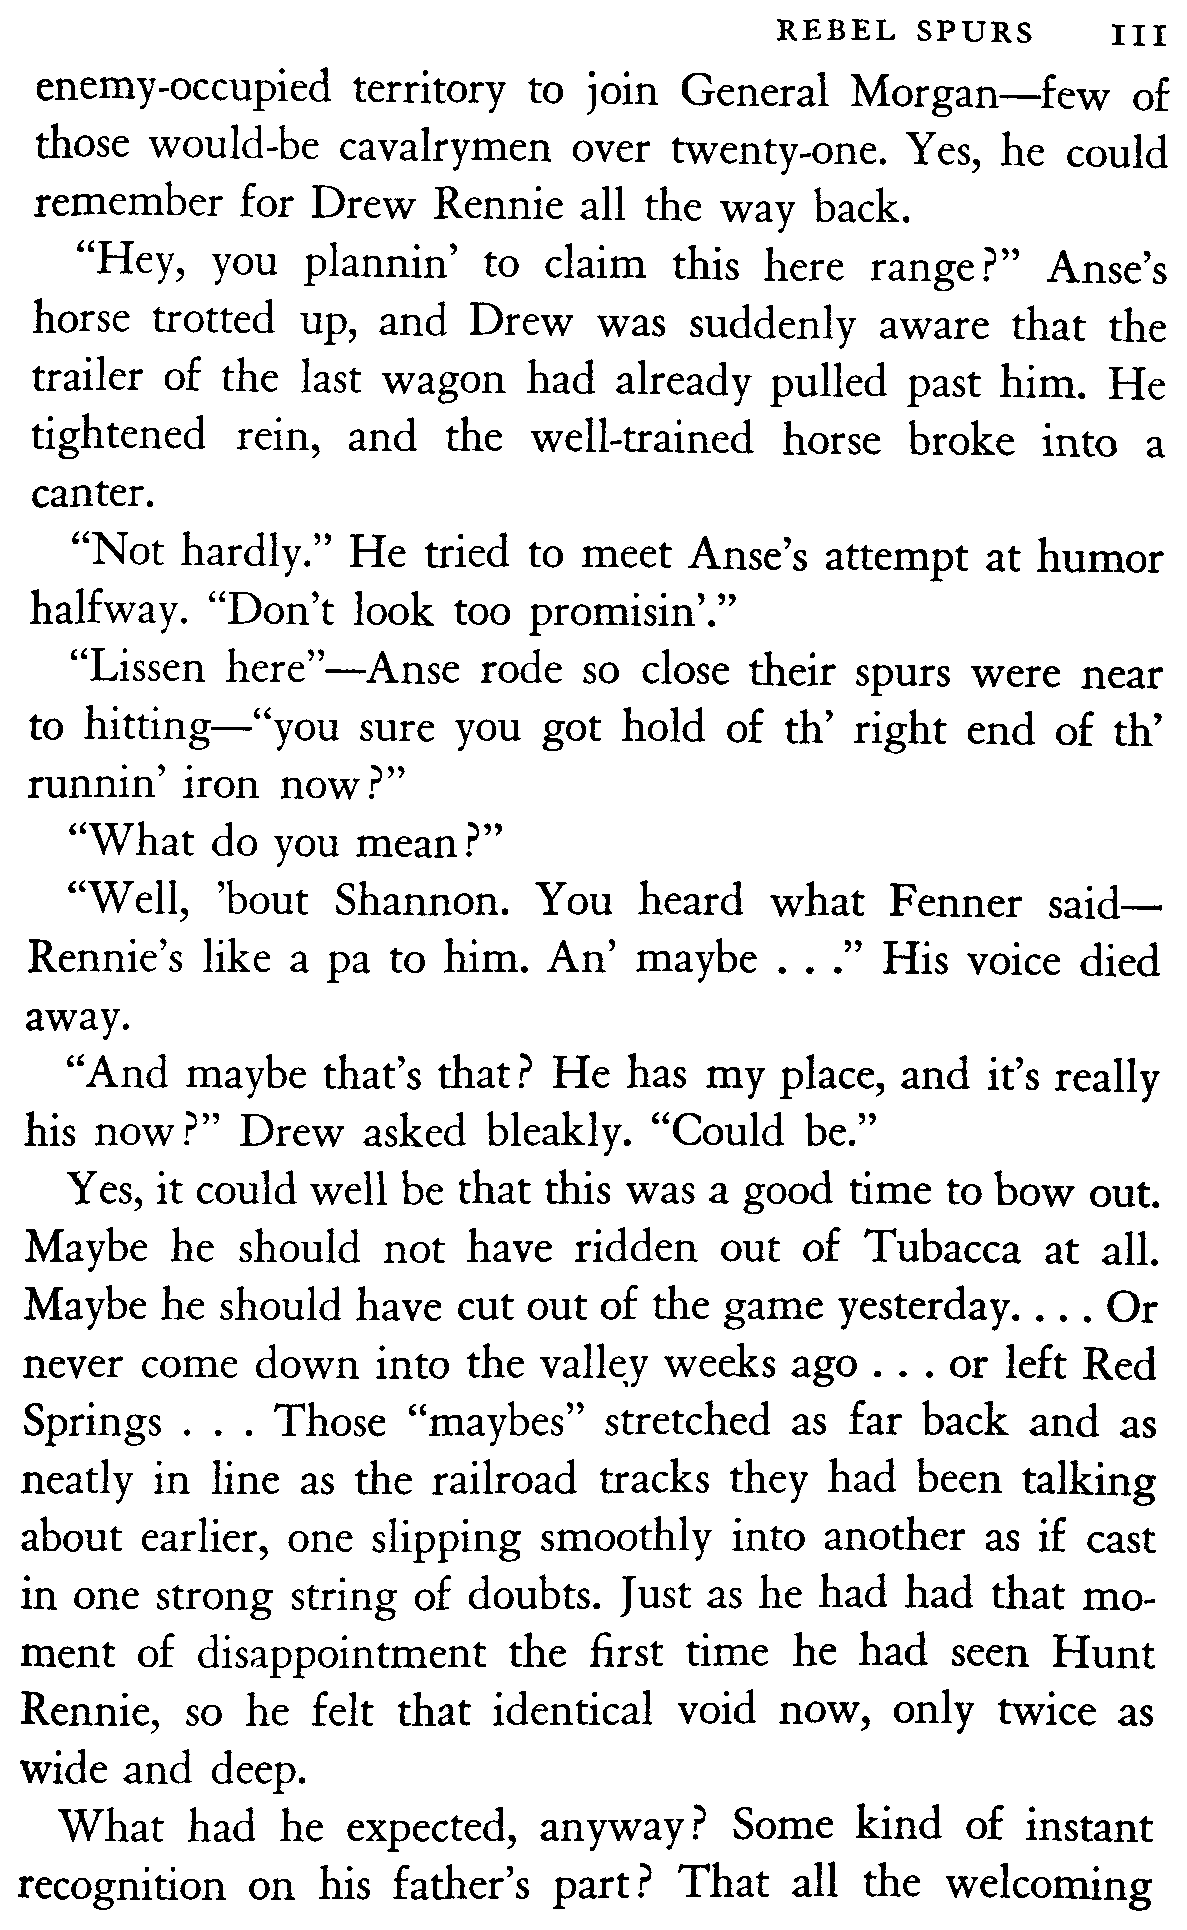 REBEL SPURS 111
enemy-occupied territory to join General Morgan—few of
those would-be cavalrymen over twenty-one. Yes, he could
remember for Drew Rennie all the way back.
“Hey, you plannin’ to claim this here range?” Anse’s
horse trotted up, and Drew was suddenly aware that the
trailer of the last wagon had already pulled past him. He
tightened rein, and the well-trained horse broke into a
canter.
“Not hardly.” He tried to meet Anse’s attempt at humor
halfway. “Don’t look too promisin’.”
“Lissen here”—Anse rode so close their spurs were near
to hitting—“you sure you got hold of th’ right end of th’
runnin’ iron now?”
“What do you mean?”
“Well, ’bout Shannon. You heard what Fenner said—
Rennie’s like a pa to him. An’ maybe . . .” His voice died
away.
“And maybe that’s that? He has my place, and it’s really
his now?” Drew asked bleakly. “Could be.”
Yes, it could well be that this was a good time to bow out.
Maybe he should not have ridden out of Tubacca at all.
Maybe he should have cut out of the game yesterday. . . . Or
never come down into the valley weeks ago . . . or left Red
Springs . . . Those “maybes” stretched as far back and as
neatly in line as the railroad tracks they had been talking
about earlier, one slipping smoothly into another as if cast
in one strong string of doubts. Just as he had had that mo-
ment of disappointment the first time he had seen Hunt
Rennie, so he felt that identical void now, only twice as
wide and deep.
What had he expected, anyway? Some kind of instant
recognition on his father’s part? That all the welcoming